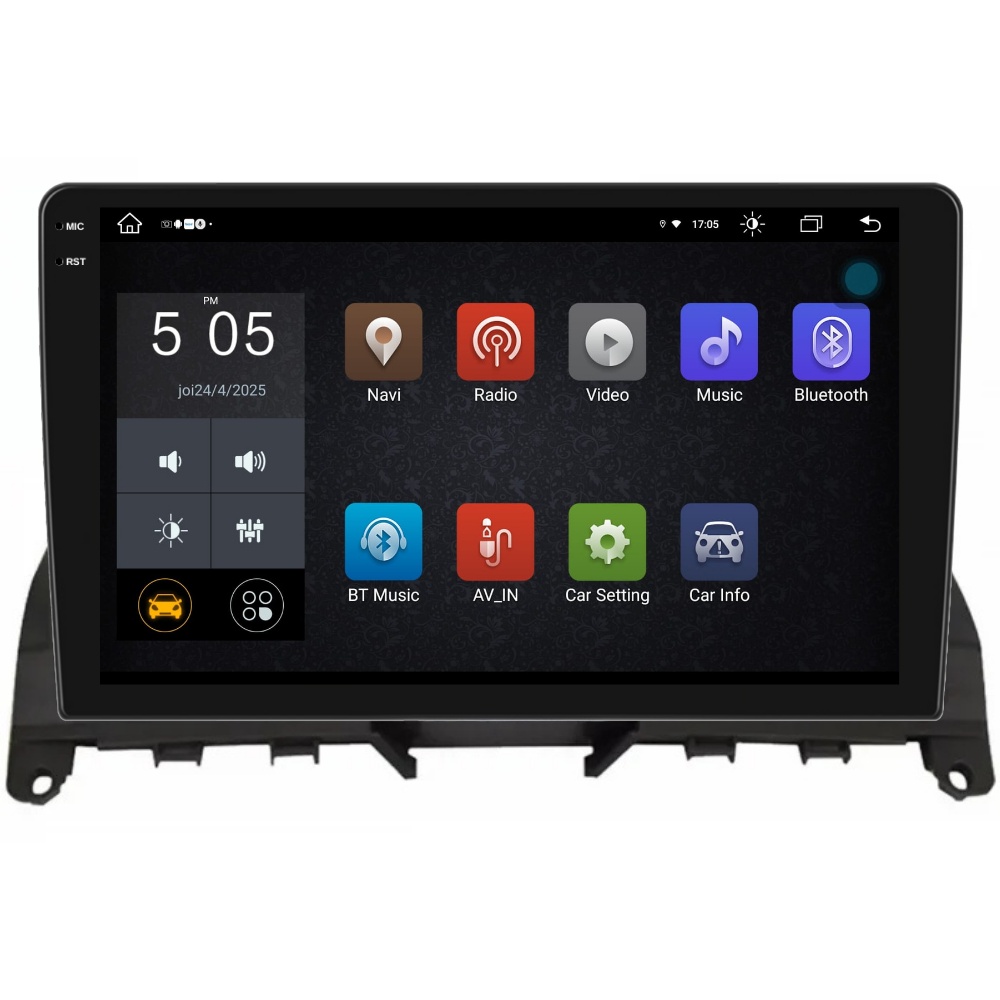 MIC
17:05
RST
PM
5 05
joi24/4/2025
Navi
Radio
Video
Music
Bluetooth
BT Music
AV_IN
Car Setting
Car Info